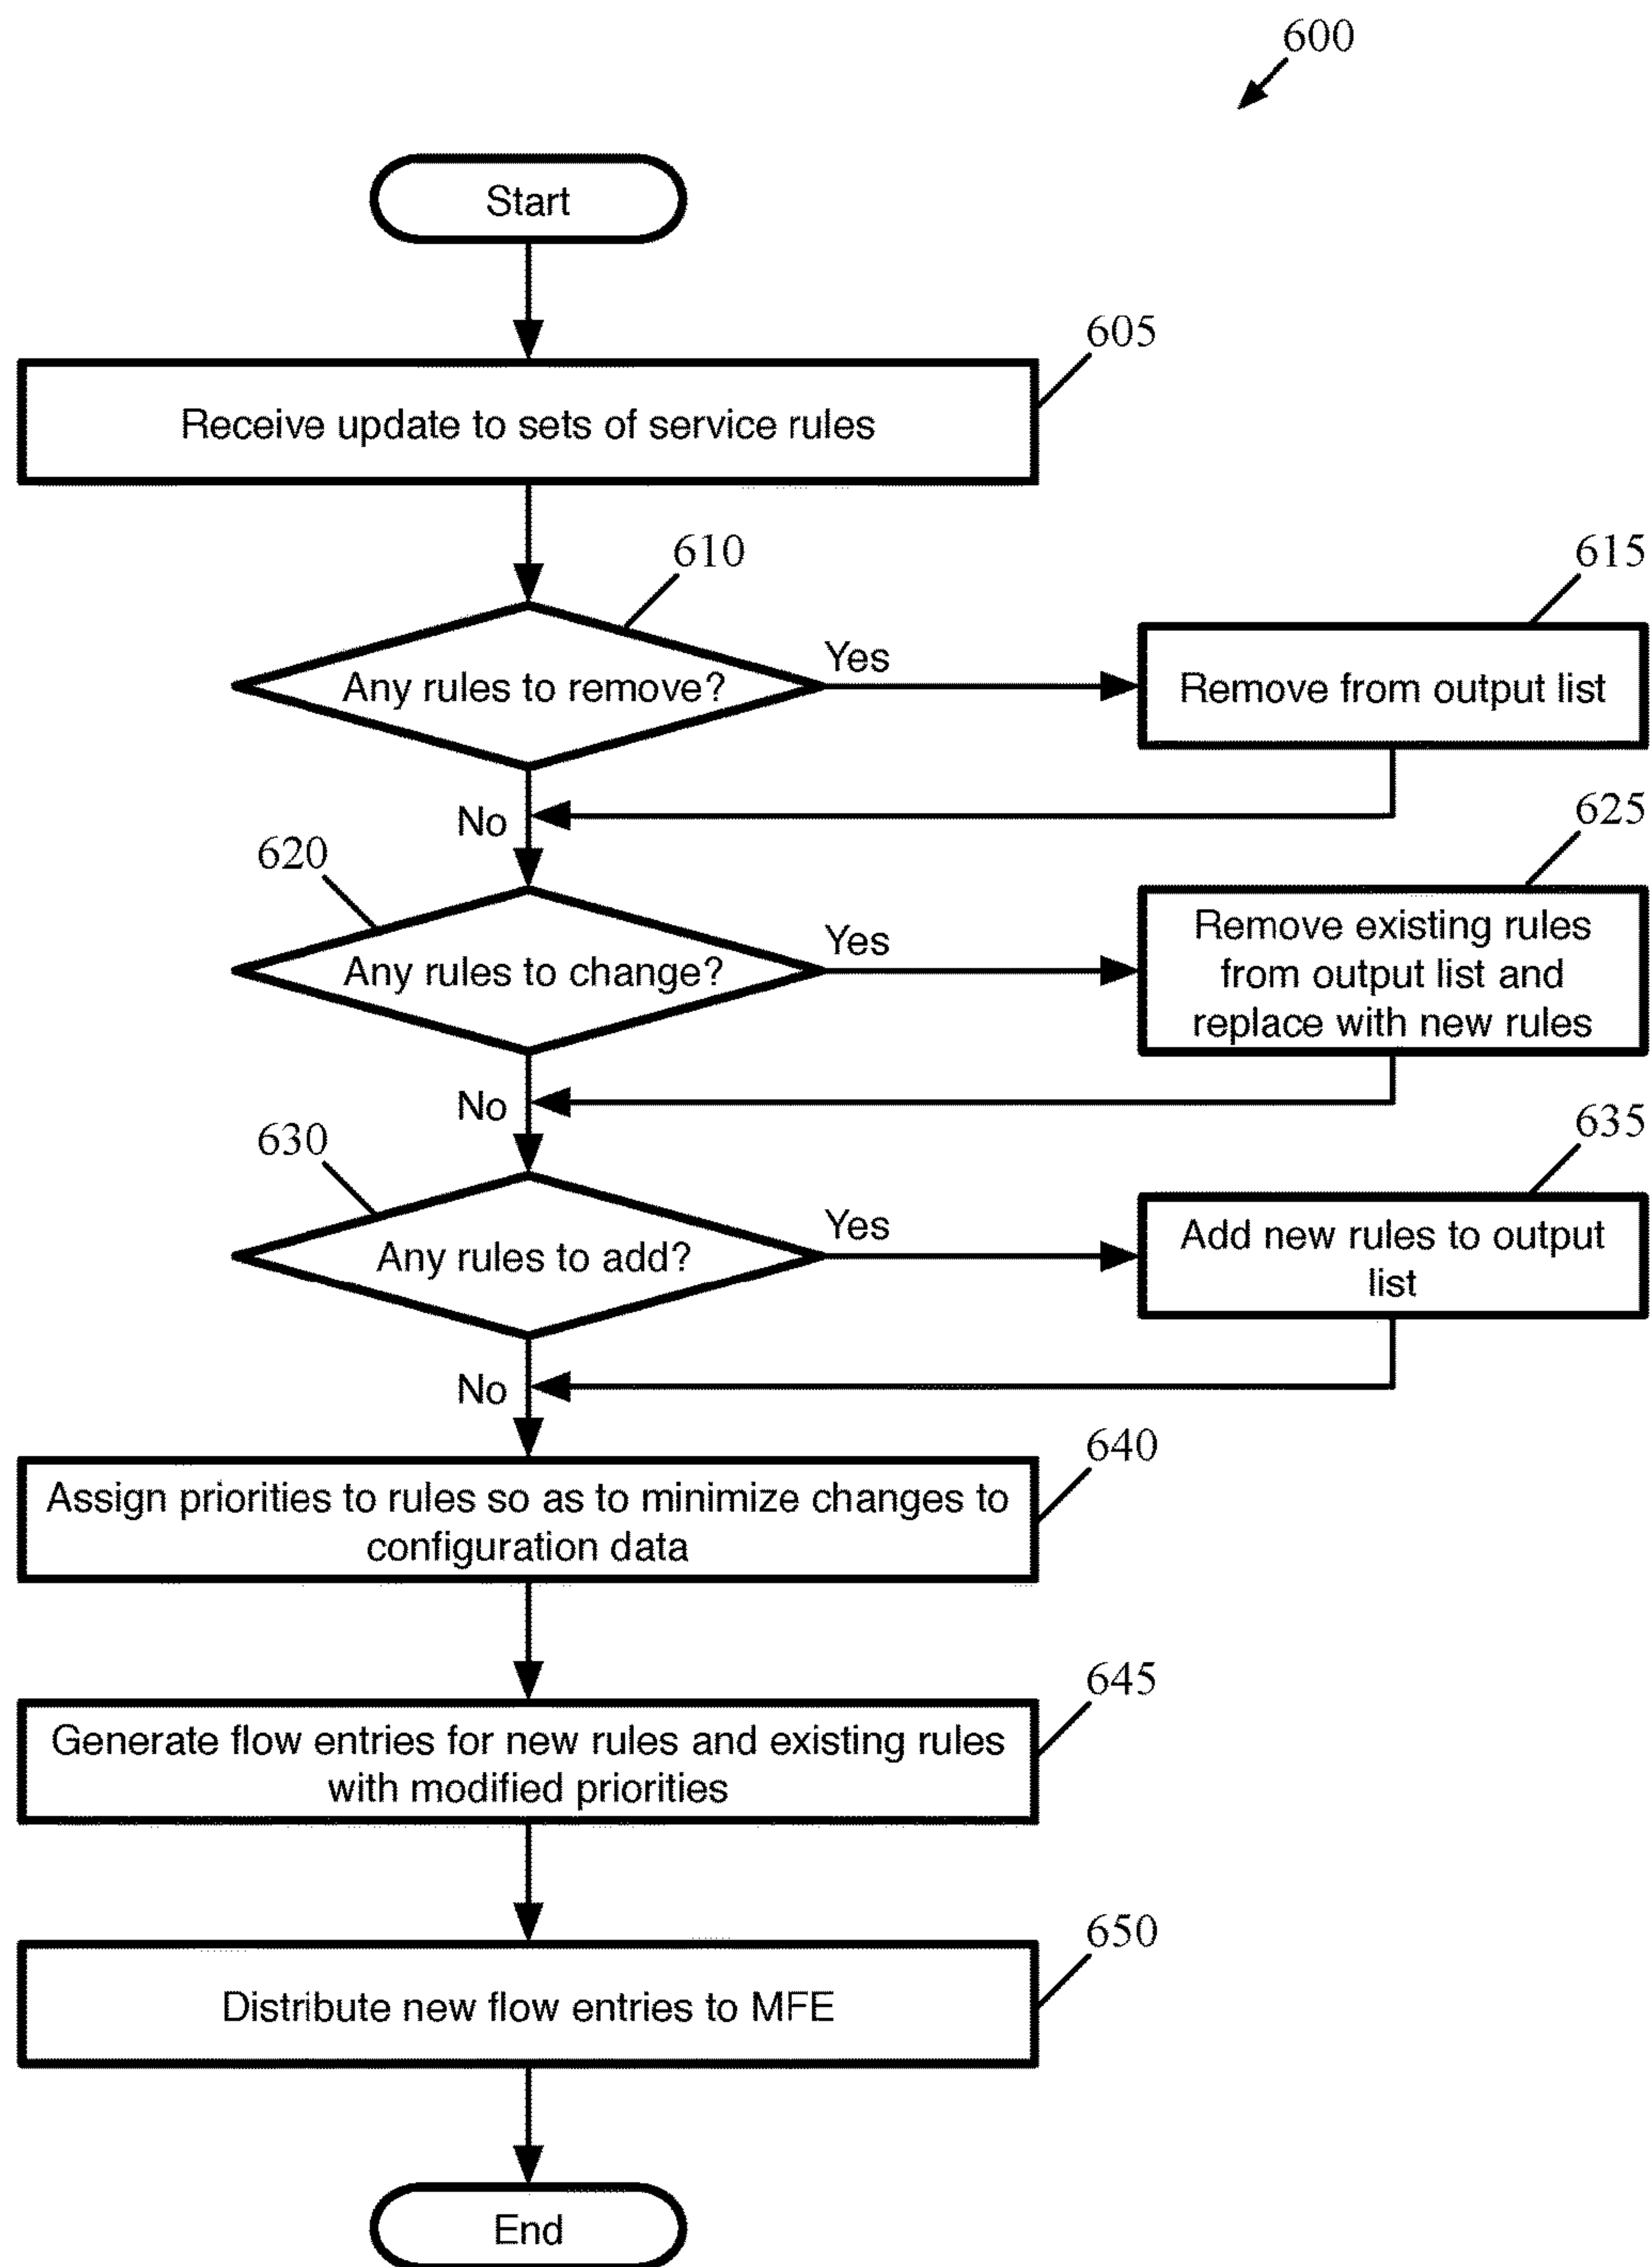 600
Start
605
Receive update to sets of service rules
610
615
Any rules to remove?
Yes
Remove from output list
No
620
625
Any rules to change?
Yes
Remove existing rules
from output list and
replace with new rules
No
630
635
Any rules to add?
Yes
Add new rules to output
list
No
640
Assign priorities to rules so as to minimize changes to
configuration data
645
Generate flow entries for new rules and existing rules
with modified priorities
650
Distribute new flow entries to MFE
End